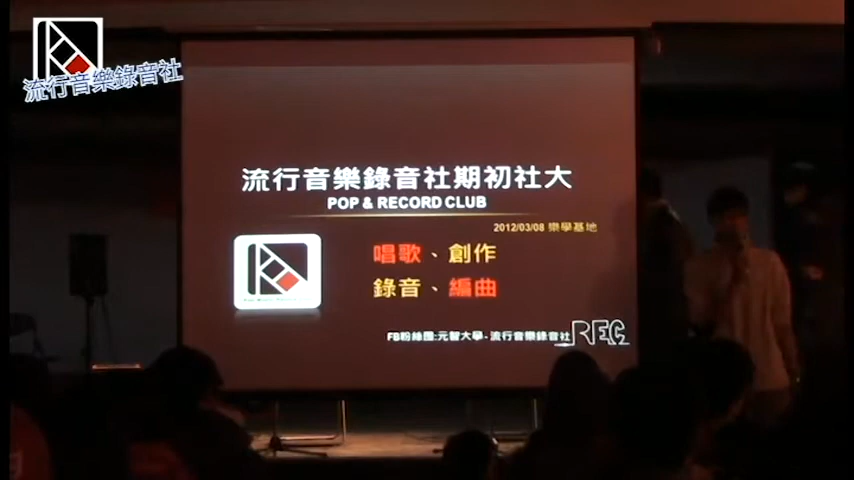 流行音樂錄音社
流行音樂錄音社期初社大
POP & RECORD CLUB
2012/03/08 樂學基地
唱歌、創作
錄音、編曲
FB粉絲團:元智大學-流行音樂錄音社
REC